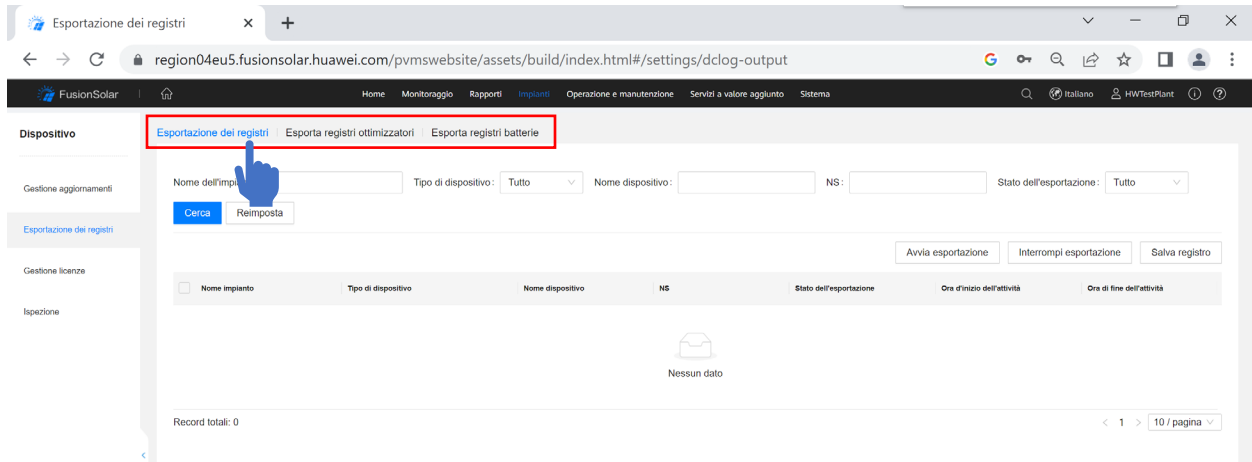 Esportazione dei registri
region04eu5.fusionsolar.huawei.com/pvmswebsite/assets/build/index.html#/settings/dclog-output
FusionSolar Home Monitoraggio Rapporti Impianti Operazione e manutenzione Servizi a valore aggiunto Sistema Italiano HWTestPlant
Dispositivo
Esportazione dei registri Esporta registri ottimizzatori Esporta registri batterie
Gestione aggiornamenti
Esportazione dei registri
Gestione licenze
Ispezione
Nome dell'impi Tipo di dispositivo: Tutto Nome dispositivo: NS: Stato dell'esportazione: Tutto
Cerca Reimposta
Avvia esportazione Interrompi esportazione Salva registro
Nome impianto Tipo di dispositivo Nome dispositivo NS Stato dell'esportazione Ora d'inizio dell'attività Ora di fine dell'attività
Nessun dato
Record totali: 0
< 1 > 10 / pagina